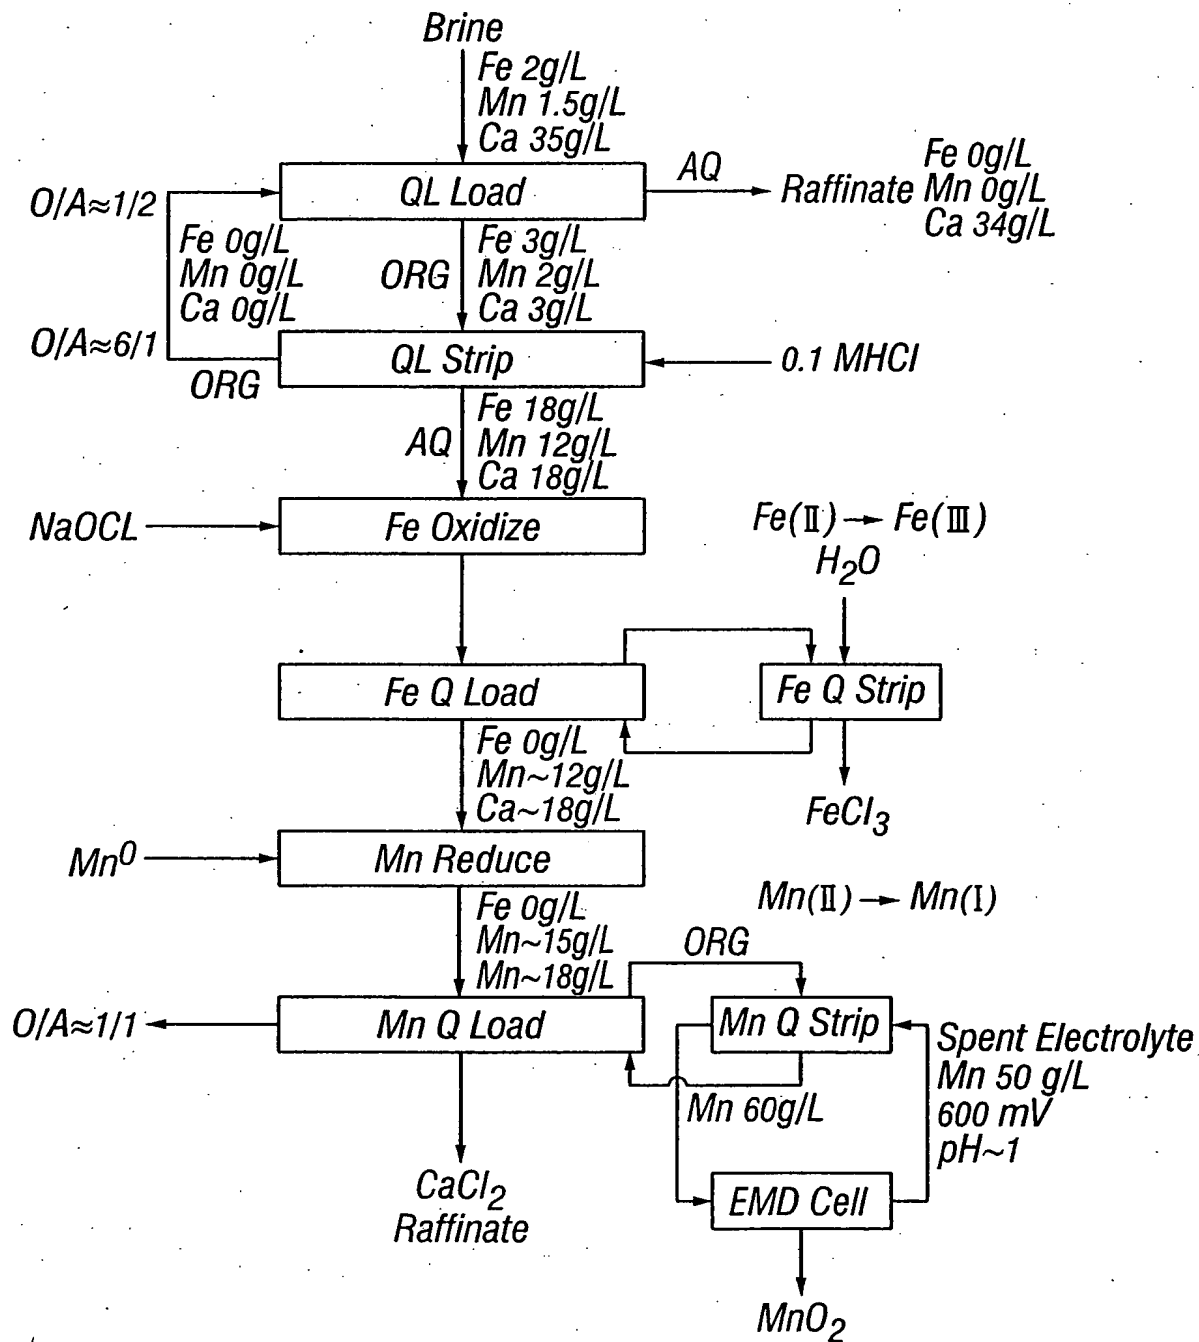 Brine
Fe 2g/L
Mn 1.5g/L
Ca 35g/L
O/A≈1/2
QL Load
AQ
Raffinate
Fe 0g/L
Mn 0g/L
Ca 34g/L
Fe 0g/L
Mn 0g/L
Ca 0g/L
ORG
Fe 3g/L
Mn 2g/L
Ca 3g/L
O/A≈6/1
ORG
QL Strip
0.1 MHCl
AQ
Fe 18g/L
Mn 12g/L
Ca 18g/L
NaOCL
Fe Oxidize
Fe(II) → Fe(III)
H2O
Fe Q Load
Fe Q Strip
Fe 0g/L
Mn~12g/L
Ca~18g/L
FeCl3
Mn0
Mn Reduce
Mn(II) → Mn(I)
Fe 0g/L
Mn~15g/L
Mn~18g/L
ORG
O/A≈1/1
Mn Q Load
Mn Q Strip
Spent Electrolyte
Mn 50 g/L
600 mV
pH~1
Mn 60g/L
CaCl2
Raffinate
EMD Cell
MnO2